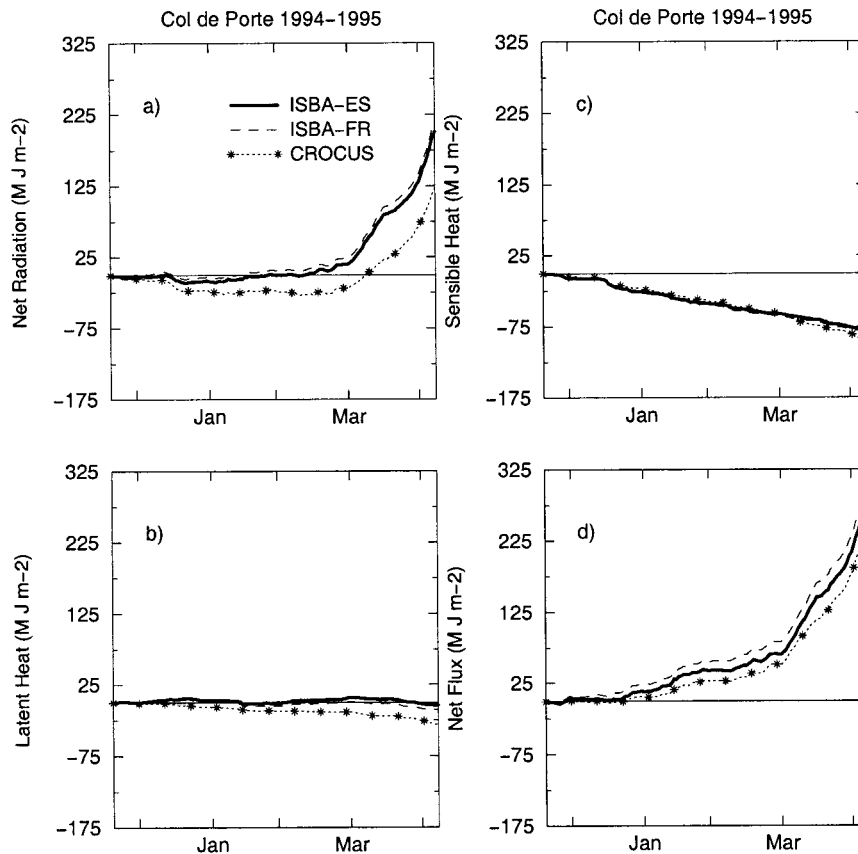 Col de Porte 1994-1995
325
225
125
25
-75
-175
Net Radiation (M J m-2)
a)
ISBA-ES
ISBA-FR
CROCUS
Jan
Mar
Col de Porte 1994-1995
325
225
125
25
-75
-175
Sensible Heat (M J m-2)
c)
Jan
Mar
325
225
125
25
-75
-175
Latent Heat (M J m-2)
b)
Jan
Mar
325
225
125
25
-75
-175
Net Flux (M J m-2)
d)
Jan
Mar